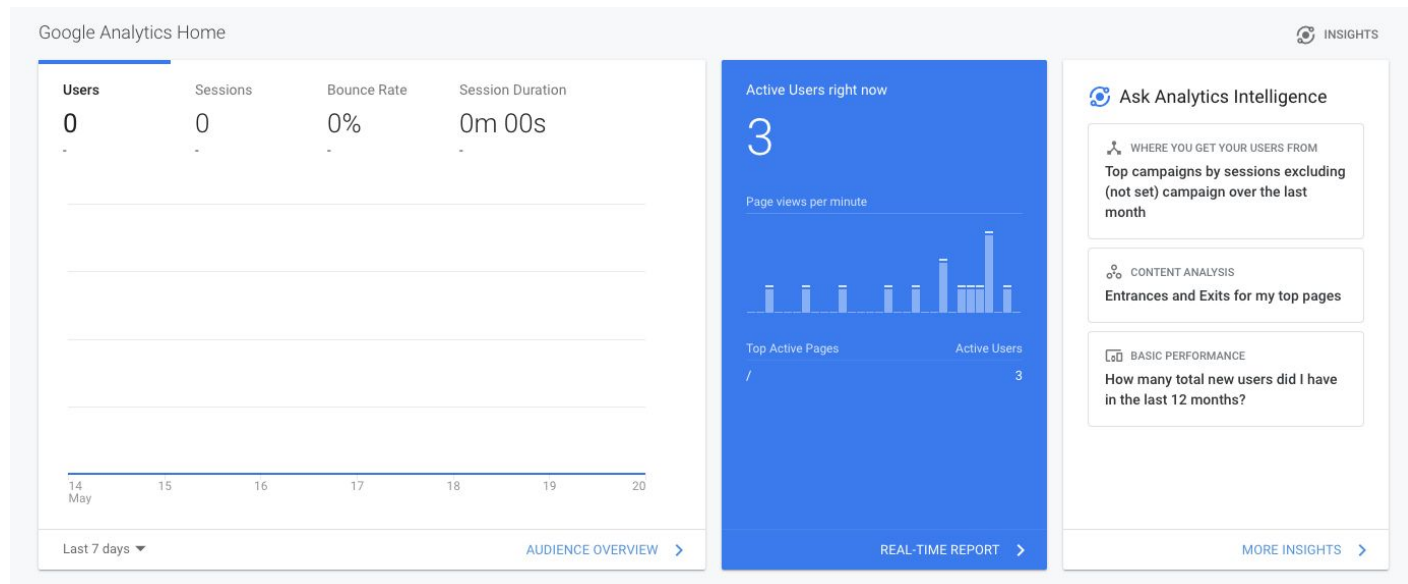 Google Analytics Home
INSIGHTS
Users Sessions Bounce Rate Session Duration
0 0 0% 0m 00s
- - - -
14 15 16 17 18 19 20
May
Last 7 days
AUDIENCE OVERVIEW
Active Users right now
3
Page views per minute
Top Active Pages Active Users
/ 3
REAL-TIME REPORT
Ask Analytics Intelligence
WHERE YOU GET YOUR USERS FROM
Top campaigns by sessions excluding
(not set) campaign over the last
month
CONTENT ANALYSIS
Entrances and Exits for my top pages
BASIC PERFORMANCE
How many total new users did I have
in the last 12 months?
MORE INSIGHTS